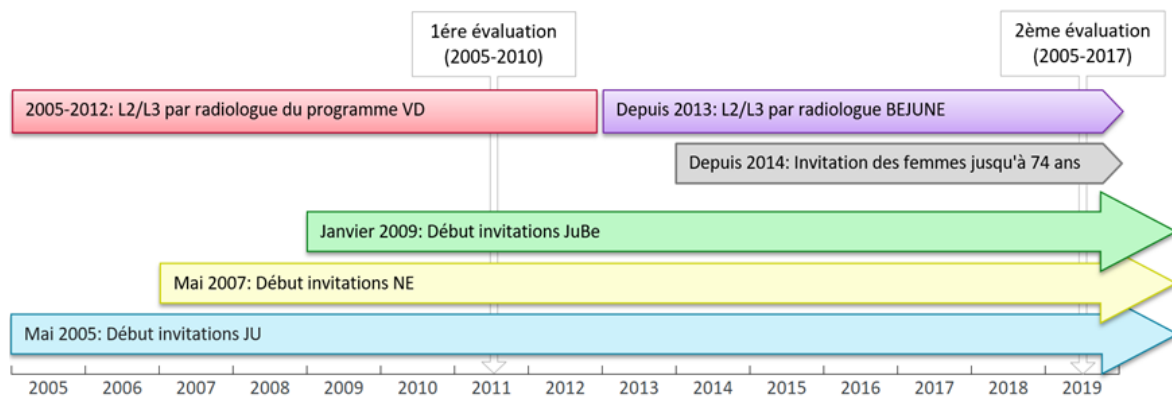 1ére évaluation
(2005-2010)
2ème évaluation
(2005-2017)
2005-2012: L2/L3 par radiologue du programme VD
Depuis 2013: L2/L3 par radiologue BEJUNE
Depuis 2014: Invitation des femmes jusqu'à 74 ans
Janvier 2009: Début invitations JuBe
Mai 2007: Début invitations NE
Mai 2005: Début invitations JU
2005 2006 2007 2008 2009 2010 2011 2012 2013 2014 2015 2016 2017 2018 2019